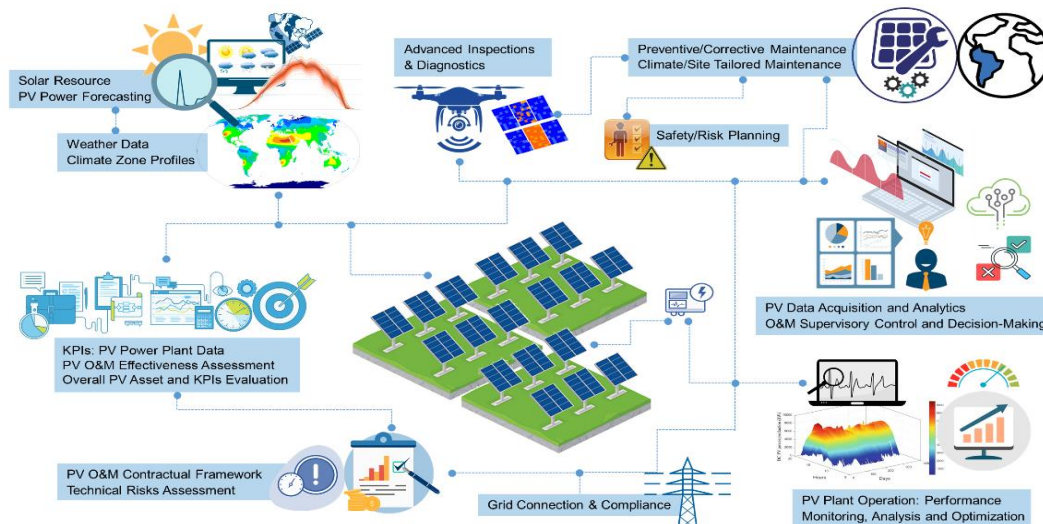 Solar Resource
PV Power Forecasting
Weather Data
Climate Zone Profiles
Advanced Inspections
& Diagnostics
Preventive/Corrective Maintenance
Climate/Site Tailored Maintenance
Safety/Risk Planning
PV Data Acquisition and Analytics
O&M Supervisory Control and Decision-Making
KPIs: PV Power Plant Data
PV O&M Effectiveness Assessment
Overall PV Asset and KPIs Evaluation
PV O&M Contractual Framework
Technical Risks Assessment
Grid Connection & Compliance
Hours
Days
PV Plant Operation: Performance
Monitoring, Analysis and Optimization